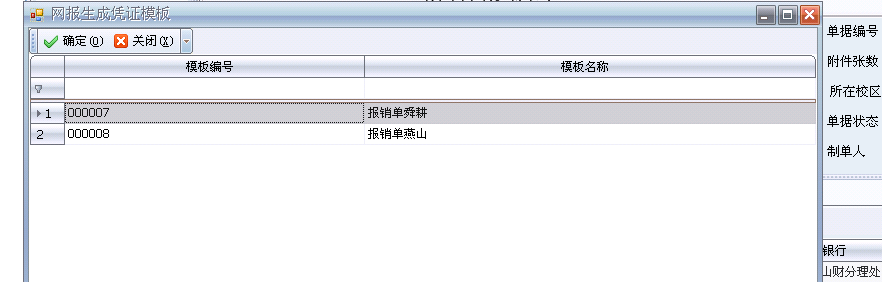 网报生成凭证模板
确定(O) 关闭(X)
模板编号 模板名称
1 000007 报销单舜耕
2 000008 报销单燕山
单据编号
附件张数
所在校区
单据状态
制单人
银行
山财分理处